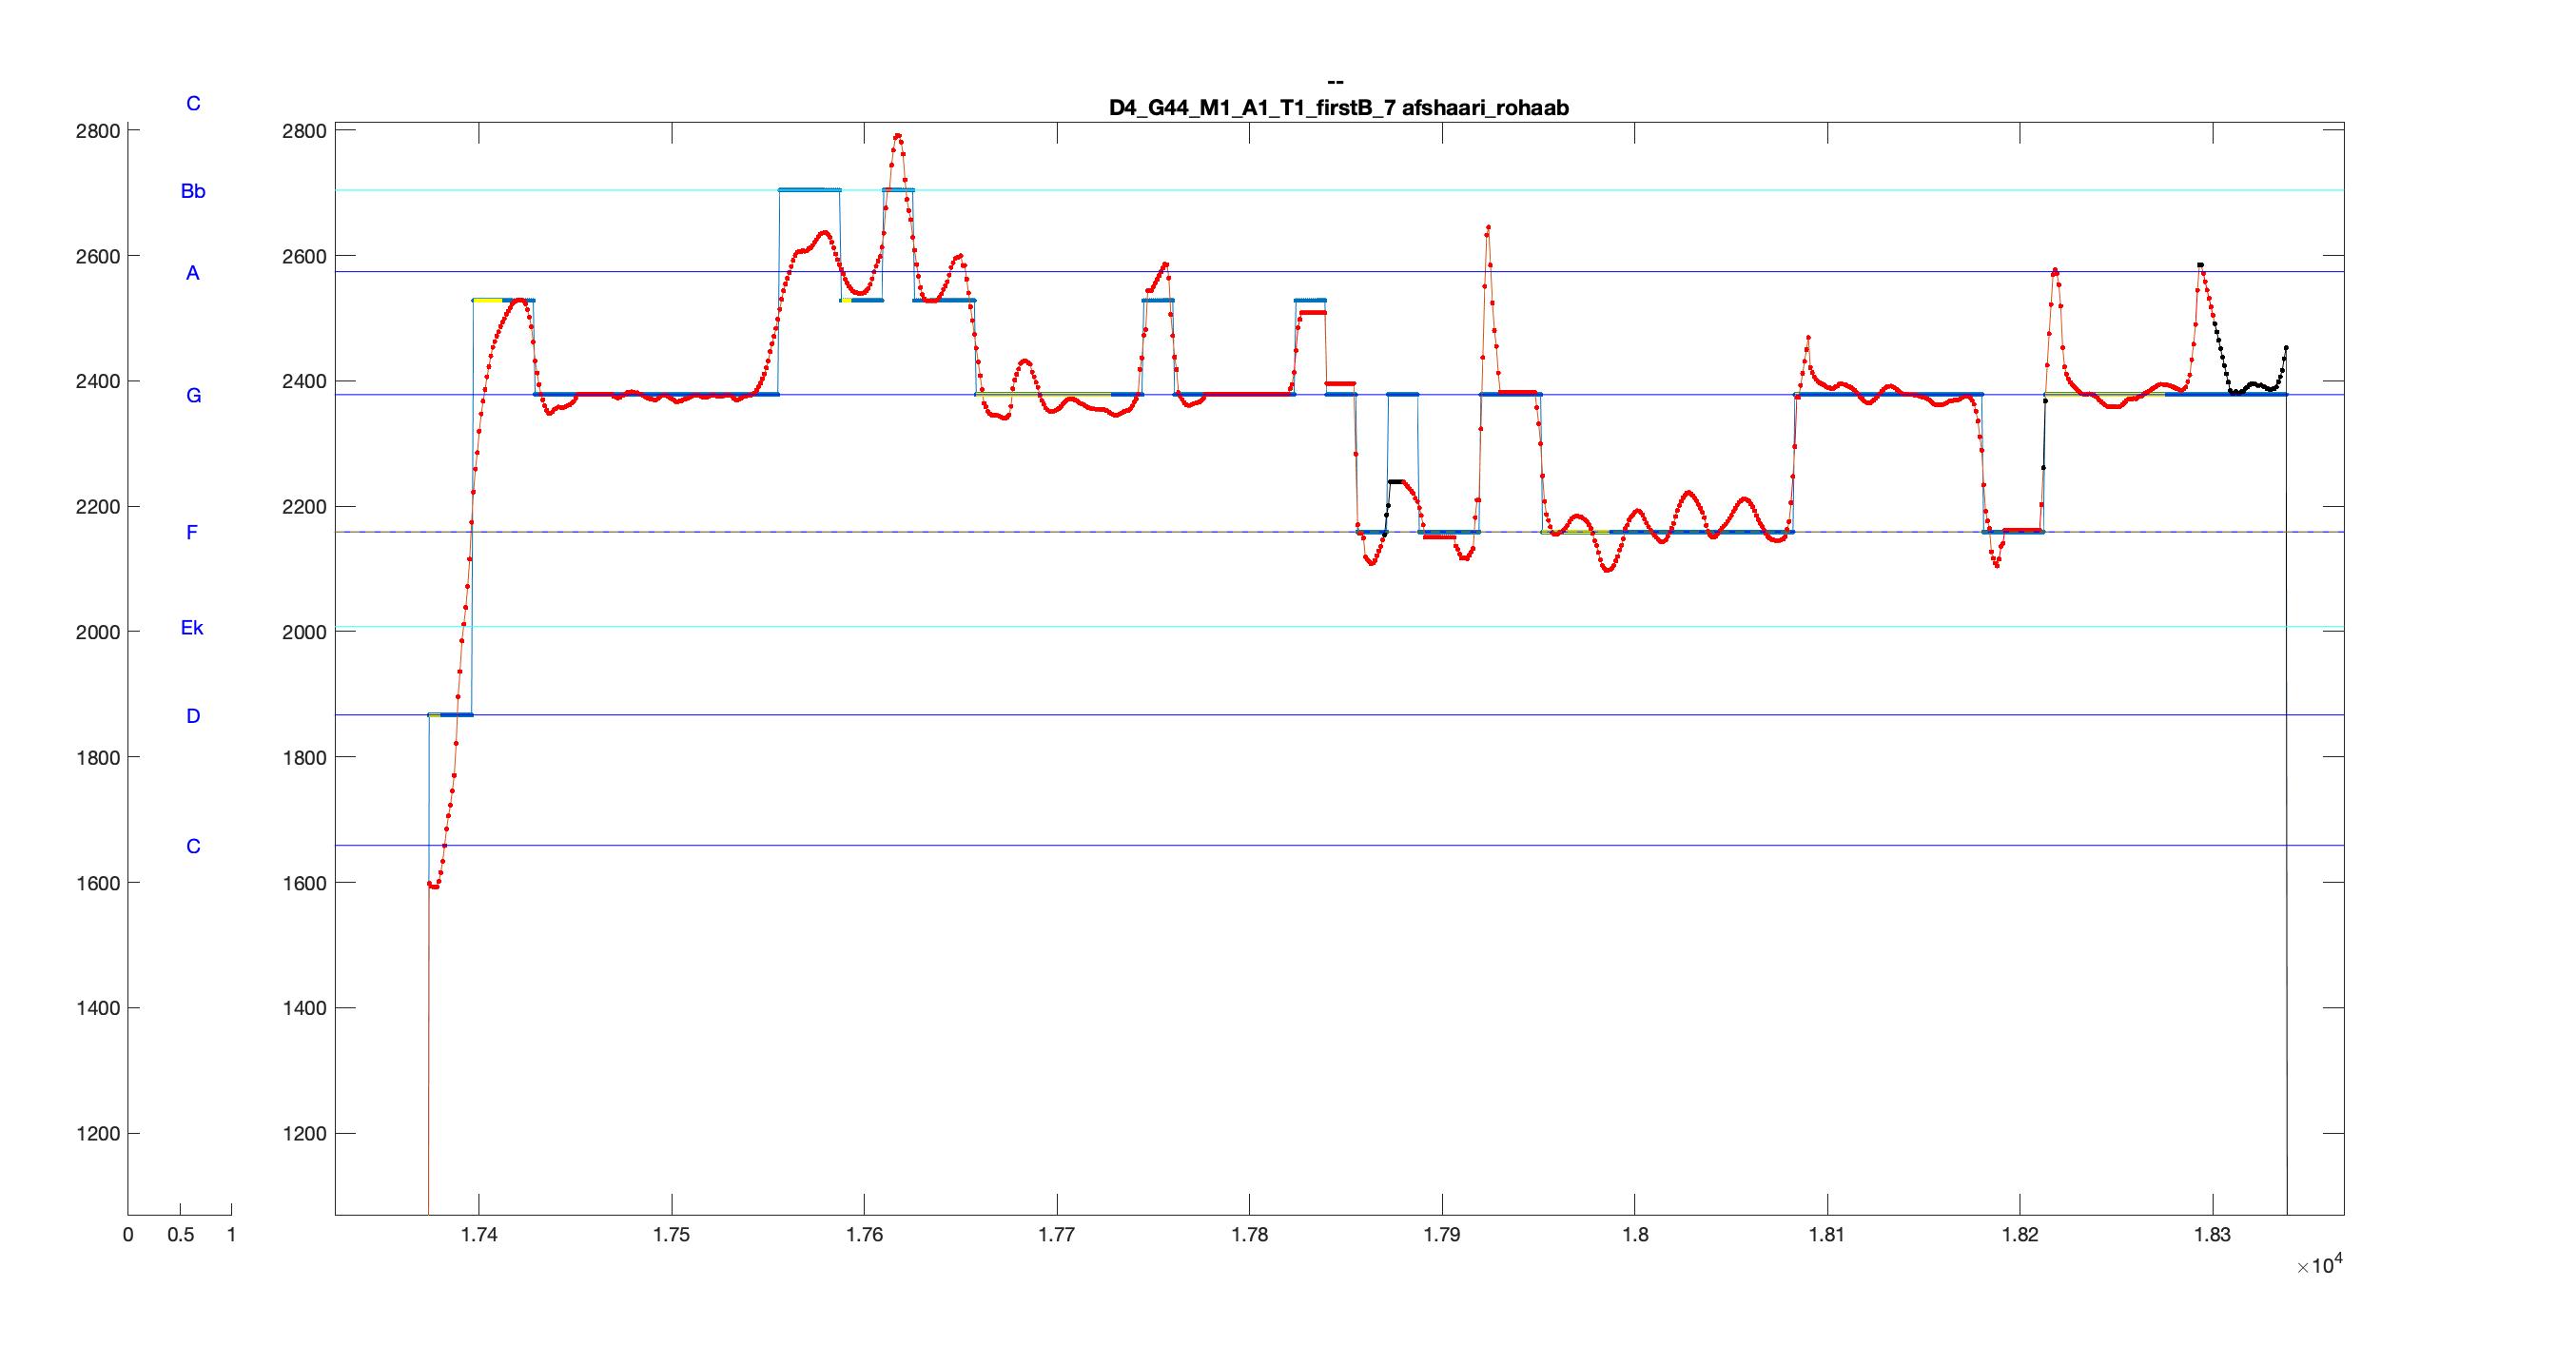 --
D4_G44_M1_A1_T1_firstB_7 afshaari_rohaab
C
2800 2800
Bb
2600 2600
A
2400 2400
G
2200 2200
F
2000 2000
Ek
D
1800 1800
C
1600 1600
1400 1400
1200 1200
0 0.5 1 1.74 1.75 1.76 1.77 1.78 1.79 1.8 1.81 1.82 1.83
×10^4